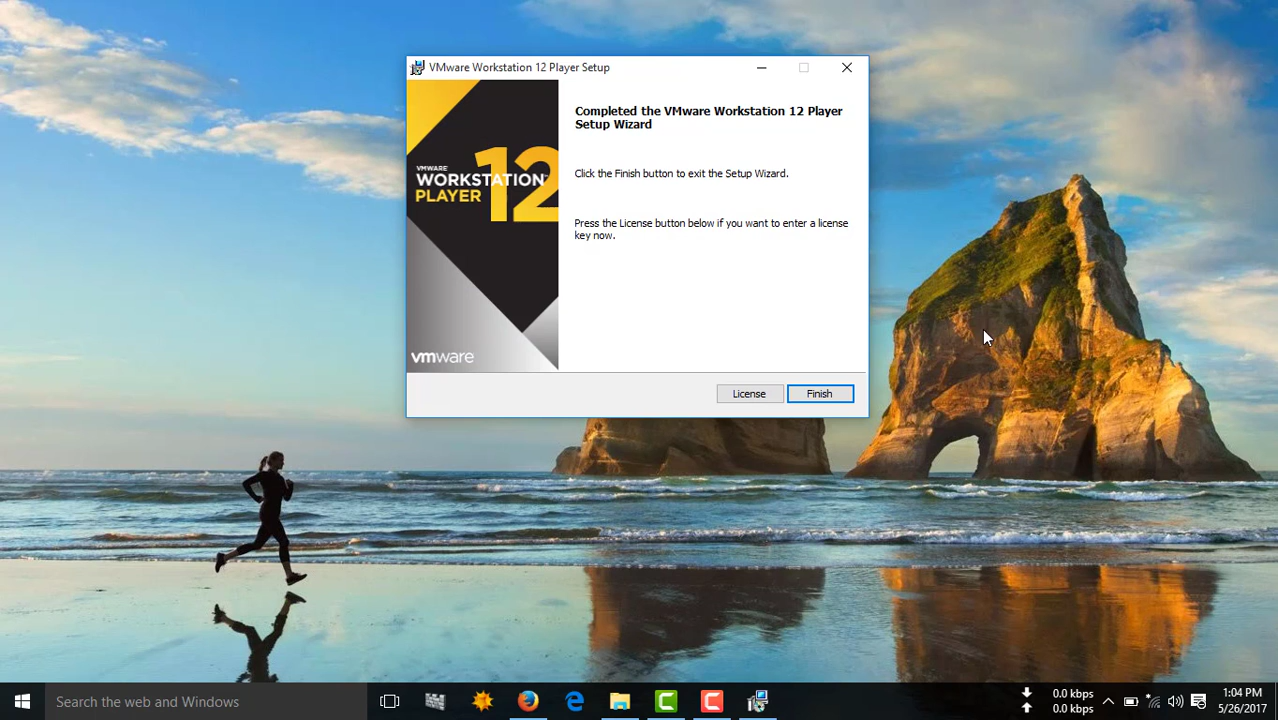 VMware Workstation 12 Player Setup
VMWARE
WORKSTATION
PLAYER 12
vmware
Completed the VMware Workstation 12 Player
Setup Wizard
Click the Finish button to exit the Setup Wizard.
Press the License button below if you want to enter a license
key now.
License
Finish
Search the web and Windows
0.0 kbps
0.0 kbps
1:04 PM
5/26/2017